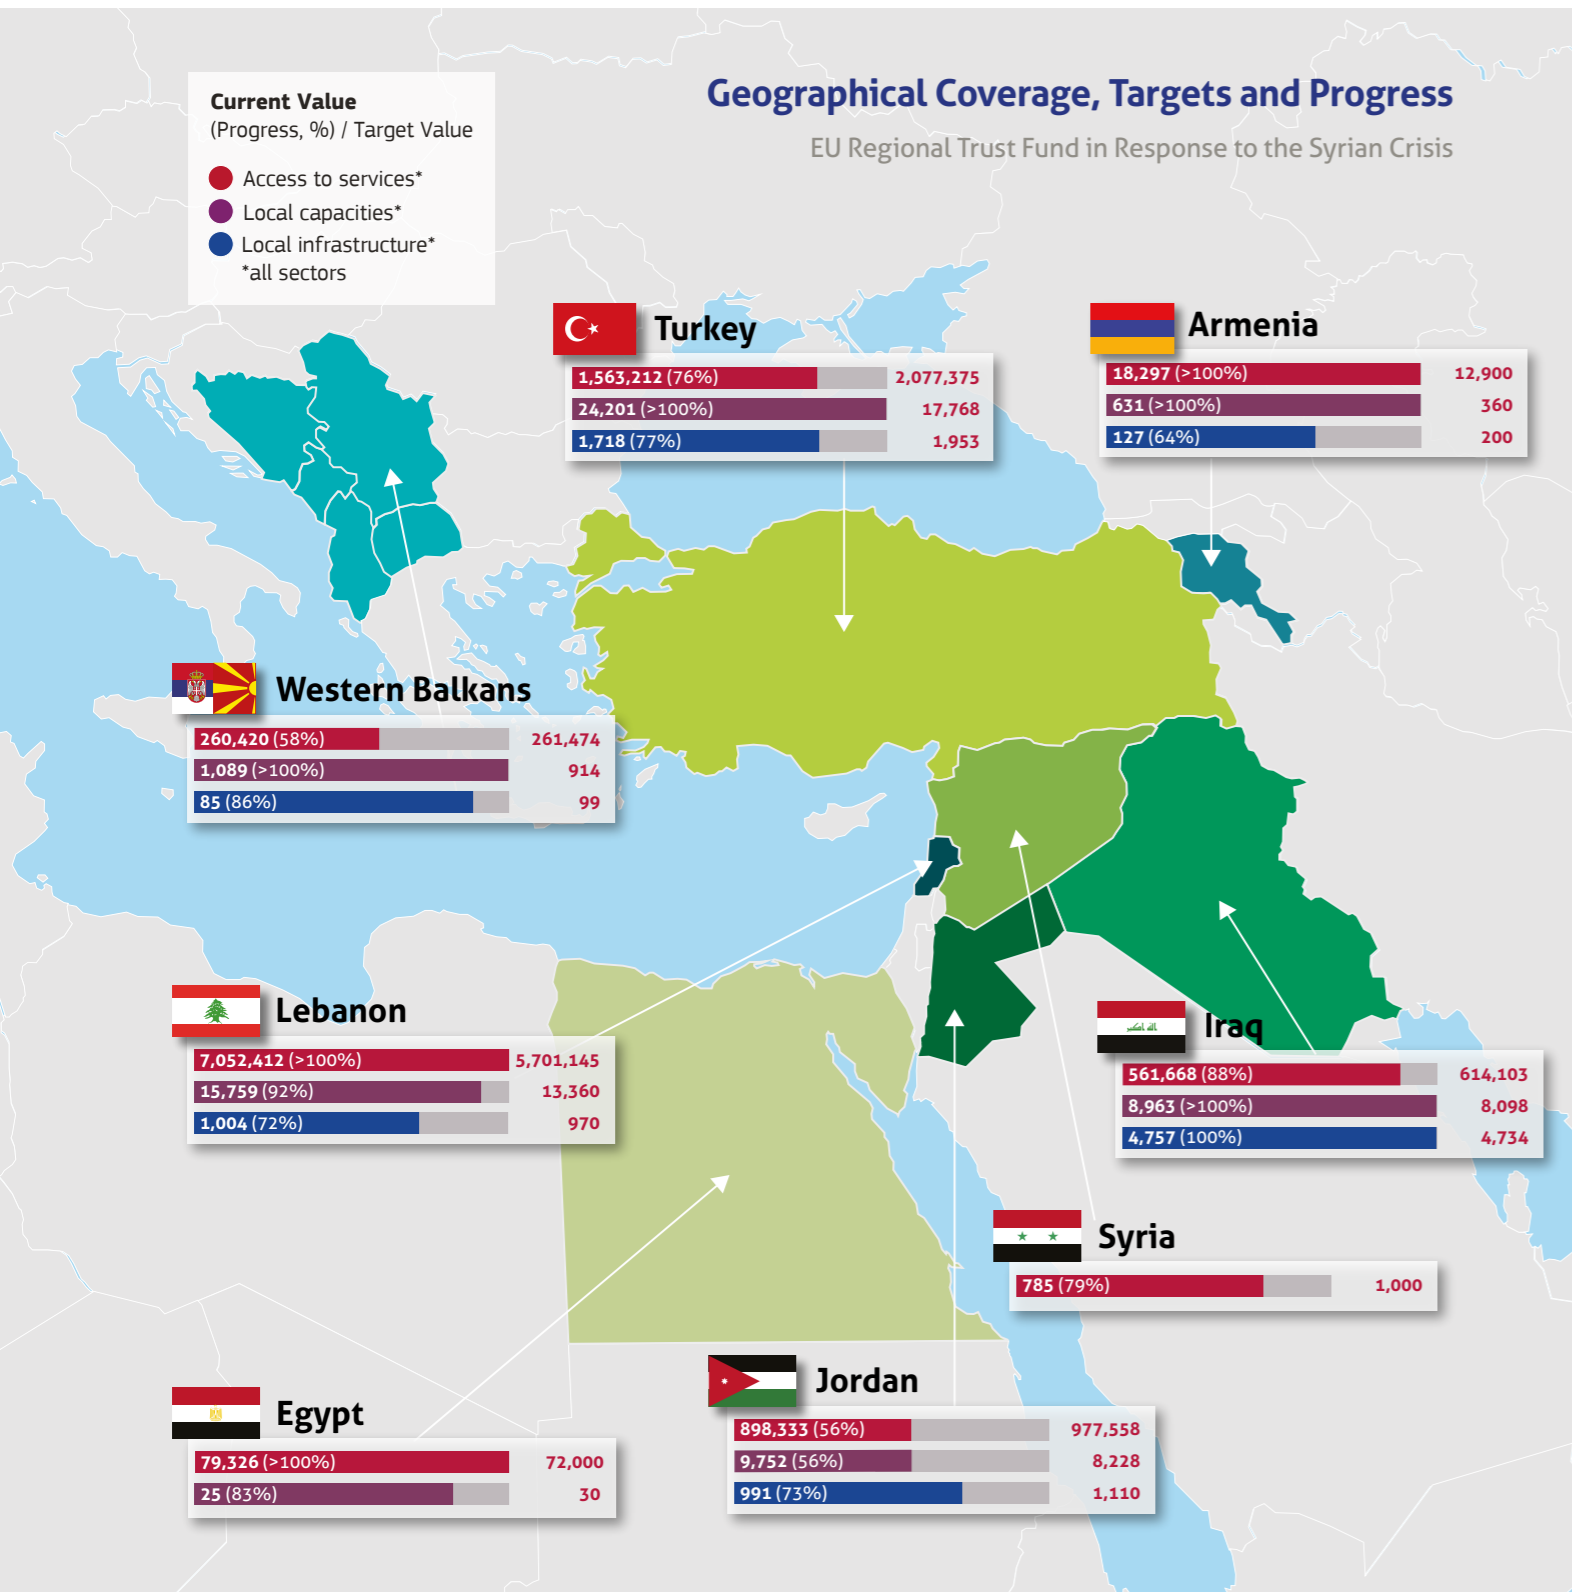 Geographical Coverage, Targets and Progress
EU Regional Trust Fund in Response to the Syrian Crisis
Current Value
(Progress, %) / Target Value
Access to services*
Local capacities*
Local infrastructure*
*all sectors
Turkey
1,563,212 (76%) 2,077,375
24,201 (>100%) 17,768
1,718 (77%) 1,953
Armenia
18,297 (>100%) 12,900
631 (>100%) 360
127 (64%) 200
Western Balkans
260,420 (58%) 261,474
1,089 (>100%) 914
85 (86%) 99
Lebanon
7,052,412 (>100%) 5,701,145
15,759 (92%) 13,360
1,004 (72%) 970
Iraq
561,668 (88%) 614,103
8,963 (>100%) 8,098
4,757 (100%) 4,734
Syria
785 (79%) 1,000
Jordan
898,333 (56%) 977,558
9,752 (56%) 8,228
991 (73%) 1,110
Egypt
79,326 (>100%) 72,000
25 (83%) 30